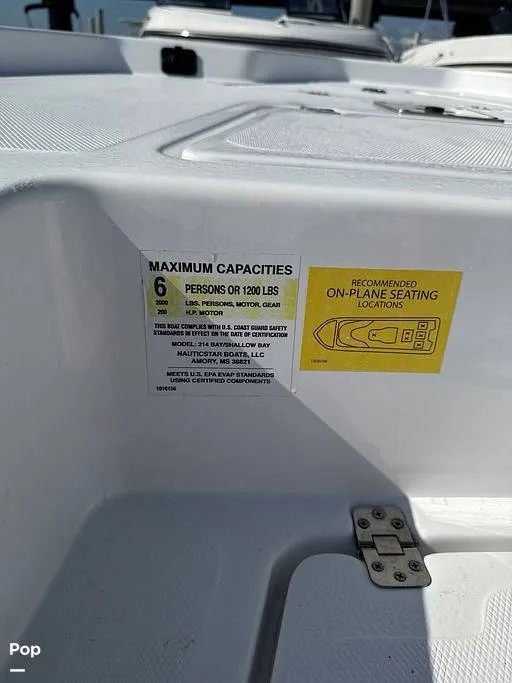 MAXIMUM CAPACITIES
6 PERSONS OR 1200 LBS
2000 LBS. PERSONS, MOTOR, GEAR
200 H.P. MOTOR
THIS BOAT COMPLIES WITH U.S. COAST GUARD SAFETY
STANDARDS IN EFFECT ON THE DATE OF CERTIFICATION
MODEL: 214 BAY/SHALLOW BAY
NAUTICSTAR BOATS, LLC
AMORY, MS 38821
MEETS U.S. EPA EVAP STANDARDS
USING CERTIFIED COMPONENTS
1016156
RECOMMENDED
ON-PLANE SEATING
LOCATIONS
Pop